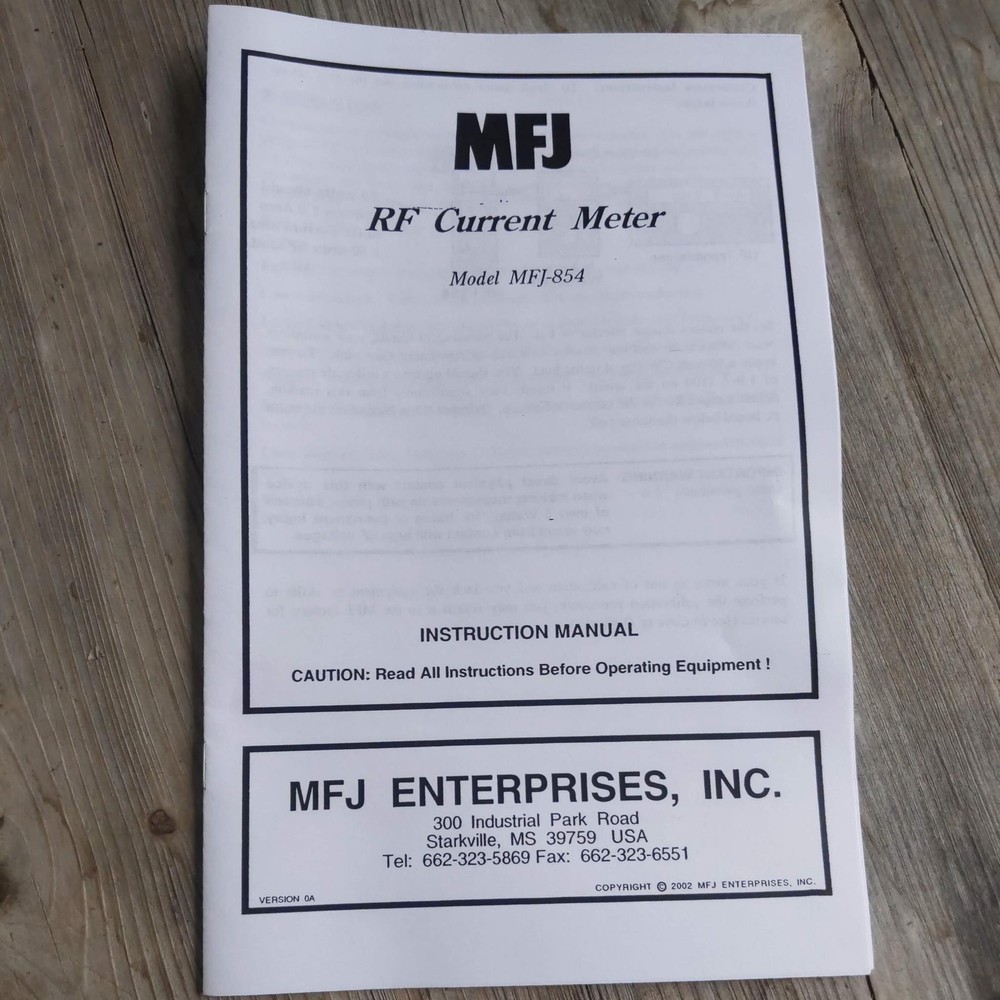 MFJ
RF Current Meter
Model MFJ-854
INSTRUCTION MANUAL
CAUTION: Read All Instructions Before Operating Equipment !
MFJ ENTERPRISES, INC.
300 Industrial Park Road
Starkville, MS 39759 USA
Tel: 662-323-5869 Fax: 662-323-6551
COPYRIGHT © 2002 MFJ ENTERPRISES, INC.
VERSION 0A